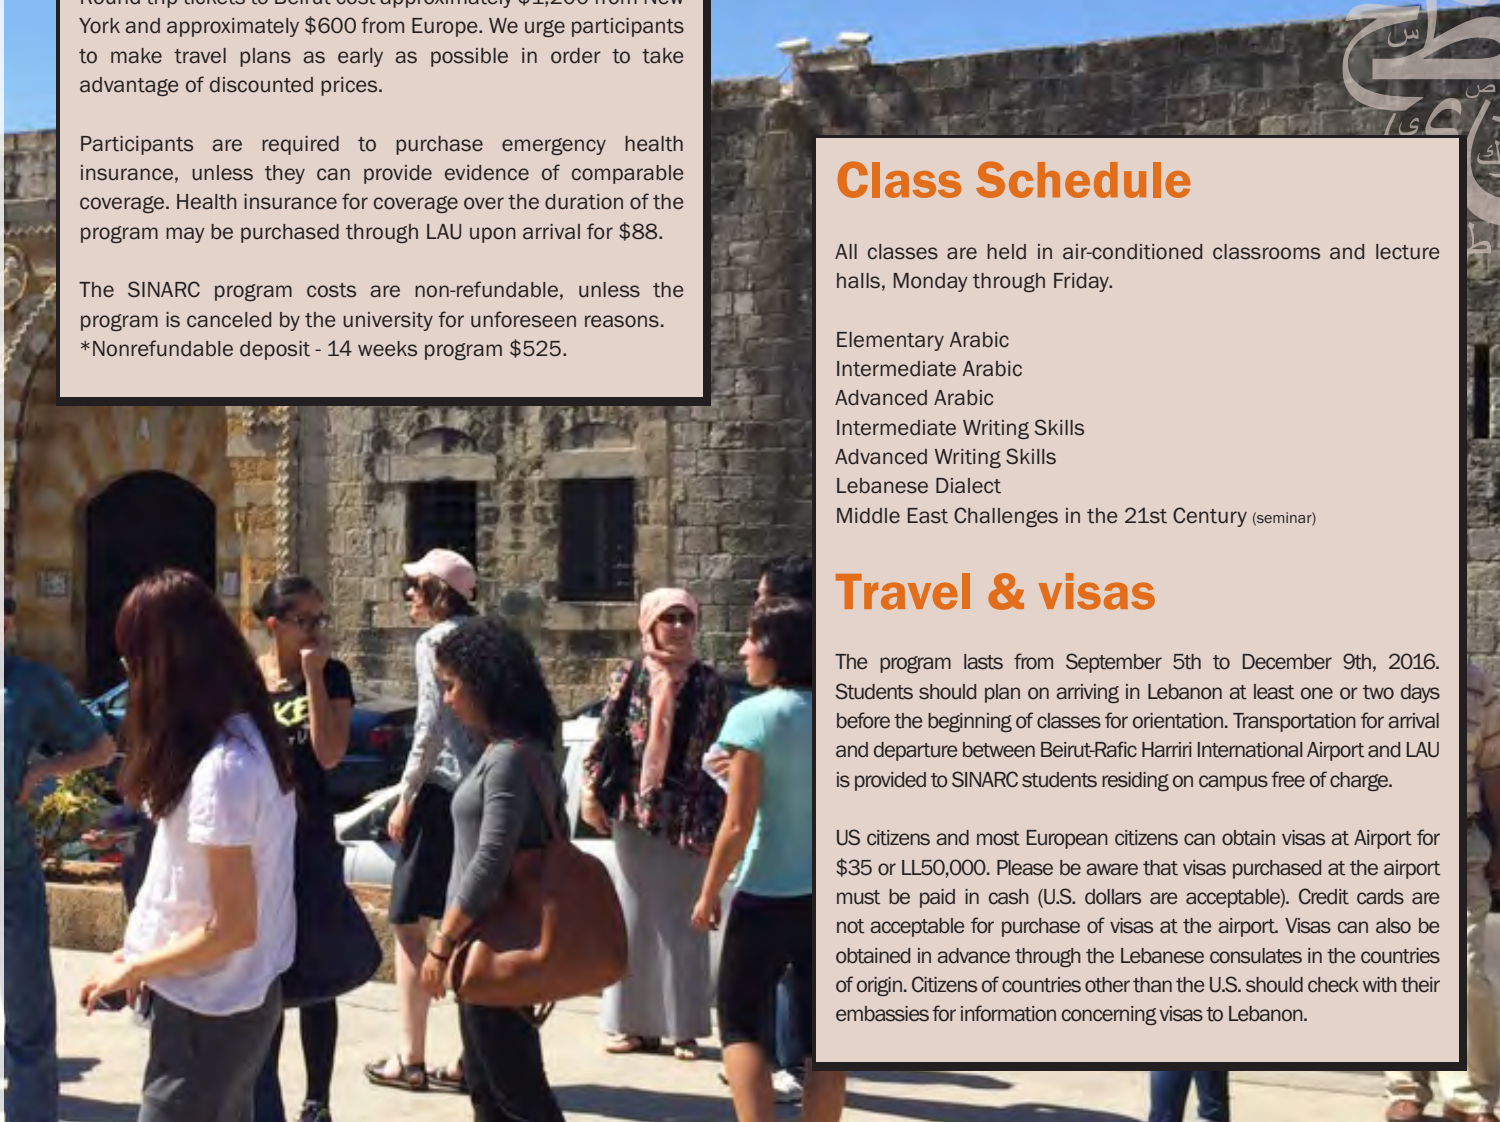 Round trip tickets to Beirut cost approximately $1,200 from New
York and approximately $600 from Europe. We urge participants
to make travel plans as early as possible in order to take
advantage of discounted prices.
Participants are required to purchase emergency health
insurance, unless they can provide evidence of comparable
coverage. Health insurance for coverage over the duration of the
program may be purchased through LAU upon arrival for $88.
The SINARC program costs are non-refundable, unless the
program is canceled by the university for unforeseen reasons.
*Nonrefundable deposit - 14 weeks program $525.
Class Schedule
All classes are held in air-conditioned classrooms and lecture
halls, Monday through Friday.
Elementary Arabic
Intermediate Arabic
Advanced Arabic
Intermediate Writing Skills
Advanced Writing Skills
Lebanese Dialect
Middle East Challenges in the 21st Century (seminar)
Travel & visas
The program lasts from September 5th to December 9th, 2016.
Students should plan on arriving in Lebanon at least one or two days
before the beginning of classes for orientation. Transportation for arrival
and departure between Beirut-Rafic Harriri International Airport and LAU
is provided to SINARC students residing on campus free of charge.
US citizens and most European citizens can obtain visas at Airport for
$35 or LL50,000. Please be aware that visas purchased at the airport
must be paid in cash (U.S. dollars are acceptable). Credit cards are
not acceptable for purchase of visas at the airport. Visas can also be
obtained in advance through the Lebanese consulates in the countries
of origin. Citizens of countries other than the U.S. should check with their
embassies for information concerning visas to Lebanon.